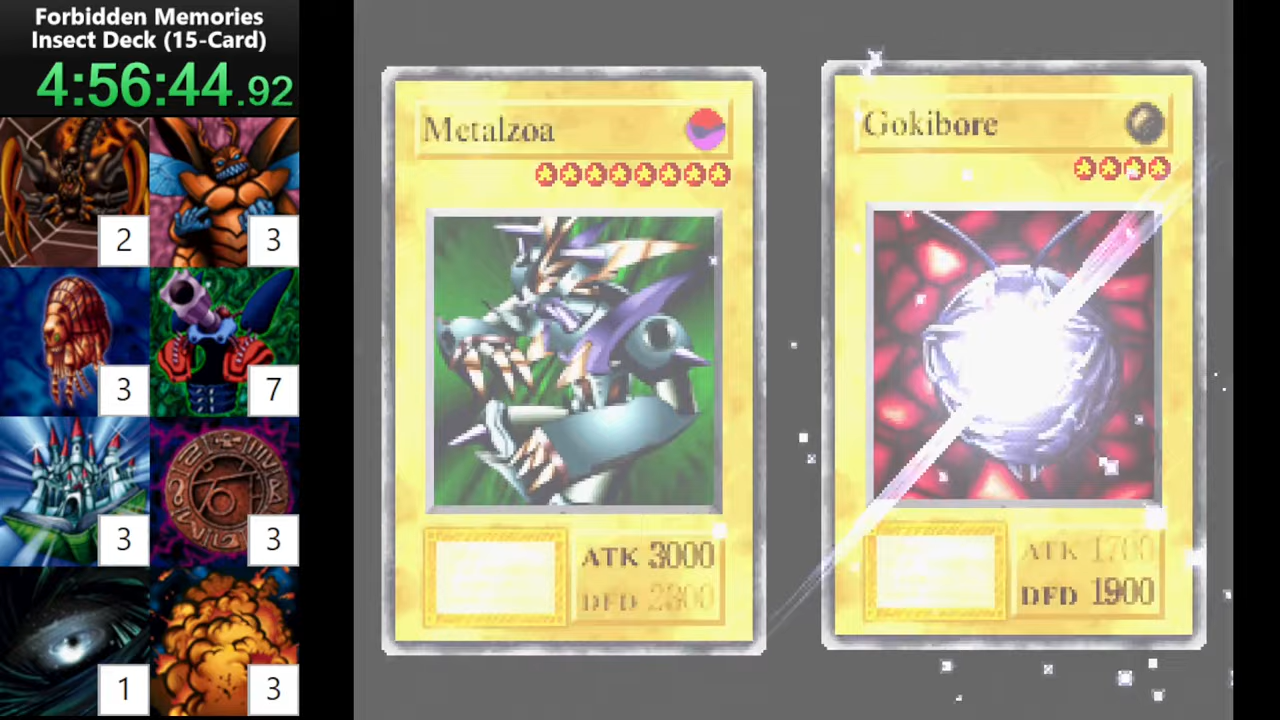 Forbidden Memories
Insect Deck (15-Card)
4:56:44.92
2
3
3
7
3
3
1
3
Metalzoa
ATK 3000
DFD 2300
Gokibore
ATK 1700
DFD 1900